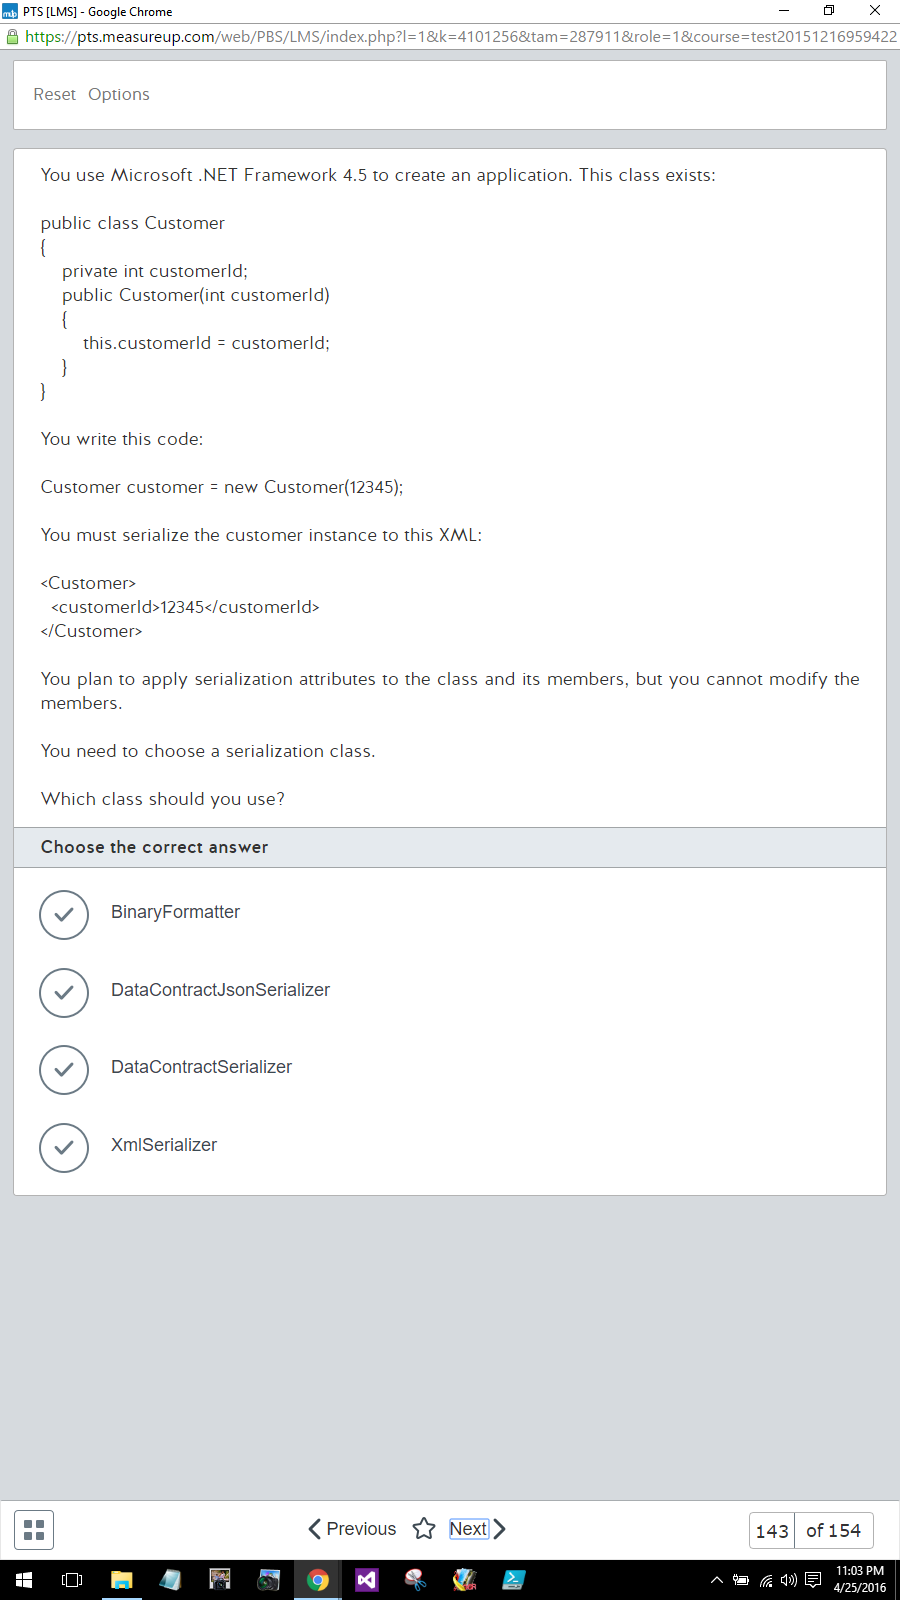 PTS [LMS] - Google Chrome
https://pts.measureup.com/web/PBS/LMS/index.php?l=1&k=4101256&tam=287911&role=1&course=test20151216959422
Reset Options
You use Microsoft .NET Framework 4.5 to create an application. This class exists:
public class Customer
{
private int customerId;
public Customer(int customerId)
{
this.customerId = customerId;
}
}
You write this code:
Customer customer = new Customer(12345);
You must serialize the customer instance to this XML:
<Customer>
<customerId>12345</customerId>
</Customer>
You plan to apply serialization attributes to the class and its members, but you cannot modify the
members.
You need to choose a serialization class.
Which class should you use?
Choose the correct answer
BinaryFormatter
DataContractJsonSerializer
DataContractSerializer
XmlSerializer
Previous Next 143 of 154
11:03 PM
4/25/2016